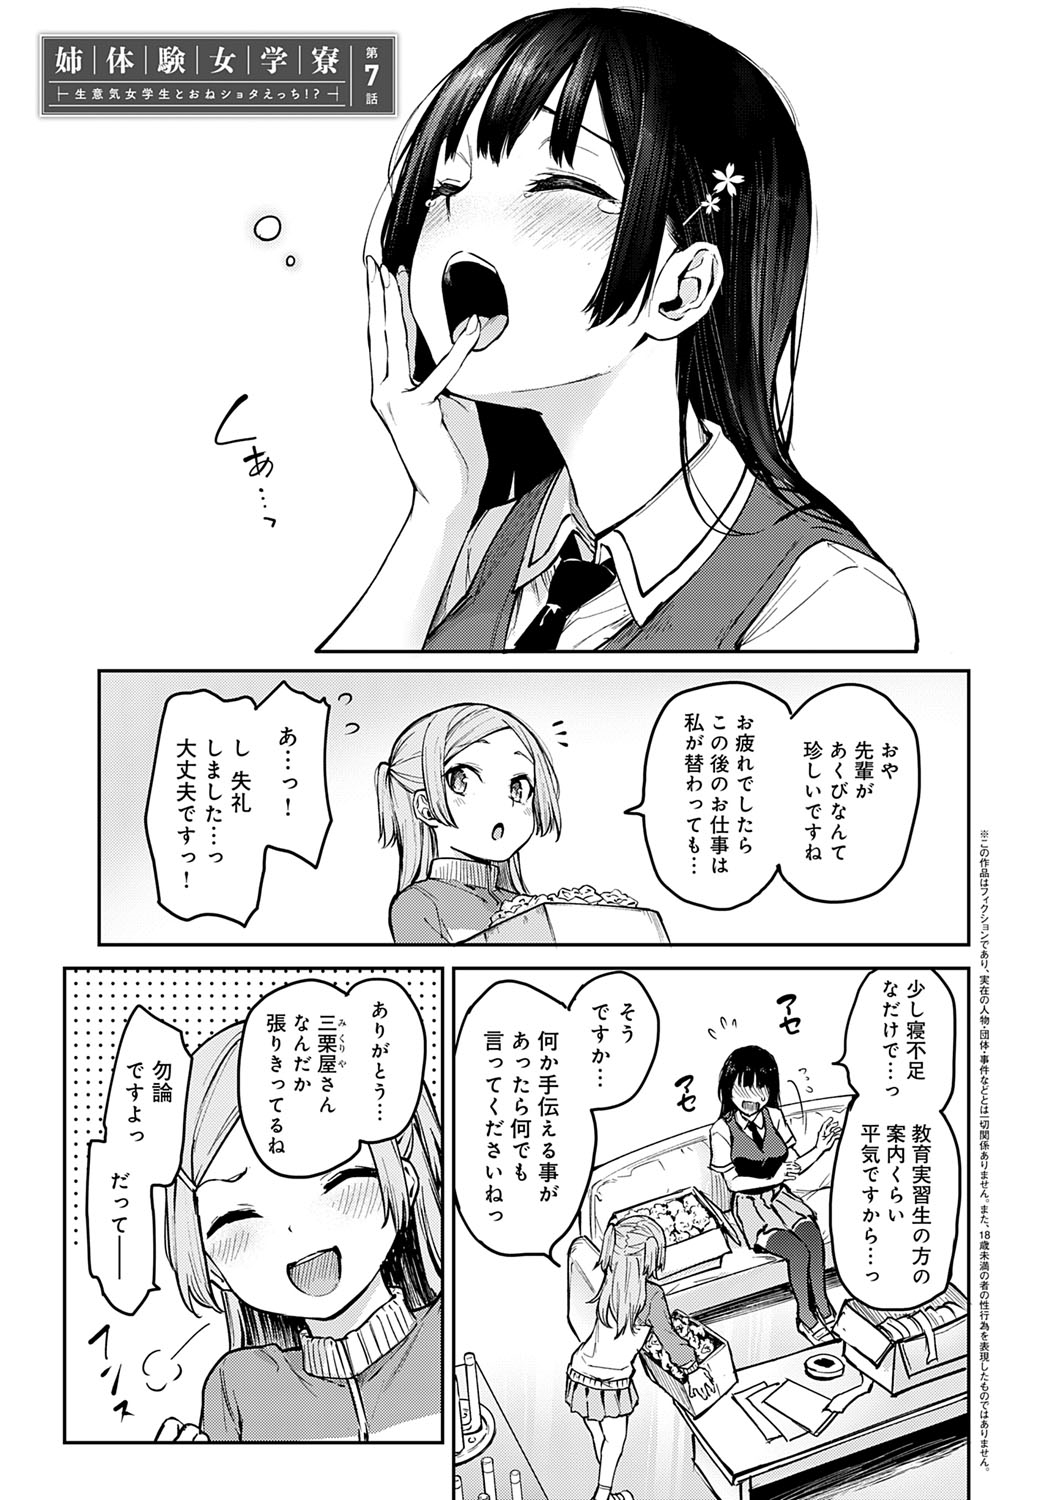 姉体験女学寮
第7話
生意気女学生とおねショタえっち!?
くぁ…っ
おや
先輩が
あくびなんて
珍しいですね
お疲れでしたら
この後のお仕事は
私が替わっても…
あ…っ!
し 失礼
しました…っ
大丈夫ですっ!
少し寝不足
なだけで…っ
教育実習生の方の
案内くらい
平気ですから…っ
アセ
アセ
そう
ですか…
何か手伝える事が
あったら何でも
言ってくださいねっ
ありがとう…
三栗屋さん
みくりや
なんだか
張りきってるね
勿論
ですよっ
だって──
※この作品はフィクションであり、実在の人物・団体・事件などとは一切関係ありません。また、18歳未満の者の性行為を表現したものではありません。